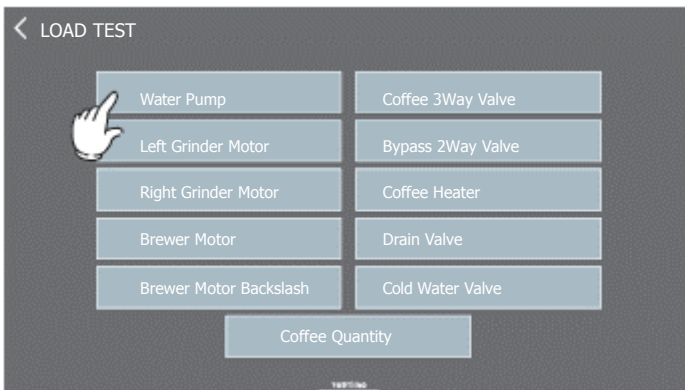 LOAD TEST
Water Pump
Coffee 3Way Valve
Left Grinder Motor
Bypass 2Way Valve
Right Grinder Motor
Coffee Heater
Brewer Motor
Drain Valve
Brewer Motor Backslash
Cold Water Valve
Coffee Quantity